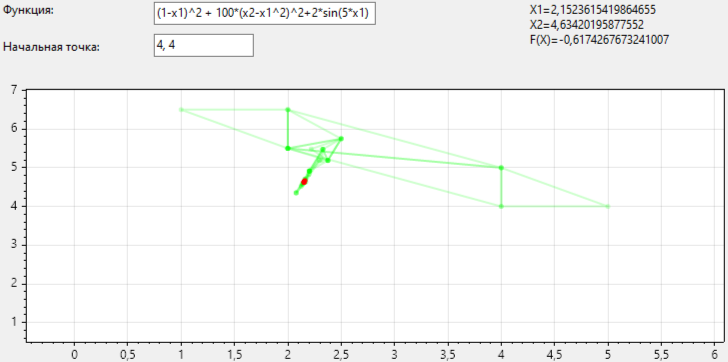 Функция:
(1-x1)^2 + 100*(x2-x1^2)^2+2*sin(5*x1)
Начальная точка:
4, 4
X1=2,1523615419864655
X2=4,63420195877552
F(X)=-0,6174267673241007
7
6
5
4
3
2
1
0 0,5 1 1,5 2 2,5 3 3,5 4 4,5 5 5,5 6